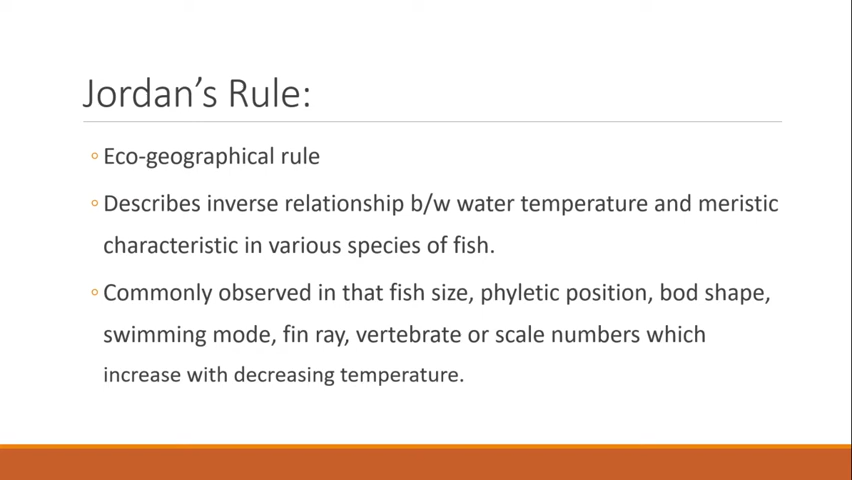 Jordan's Rule:
◦Eco-geographical rule
◦Describes inverse relationship b/w water temperature and meristic
characteristic in various species of fish.
◦Commonly observed in that fish size, phyletic position, bod shape,
swimming mode, fin ray, vertebrate or scale numbers which
increase with decreasing temperature.